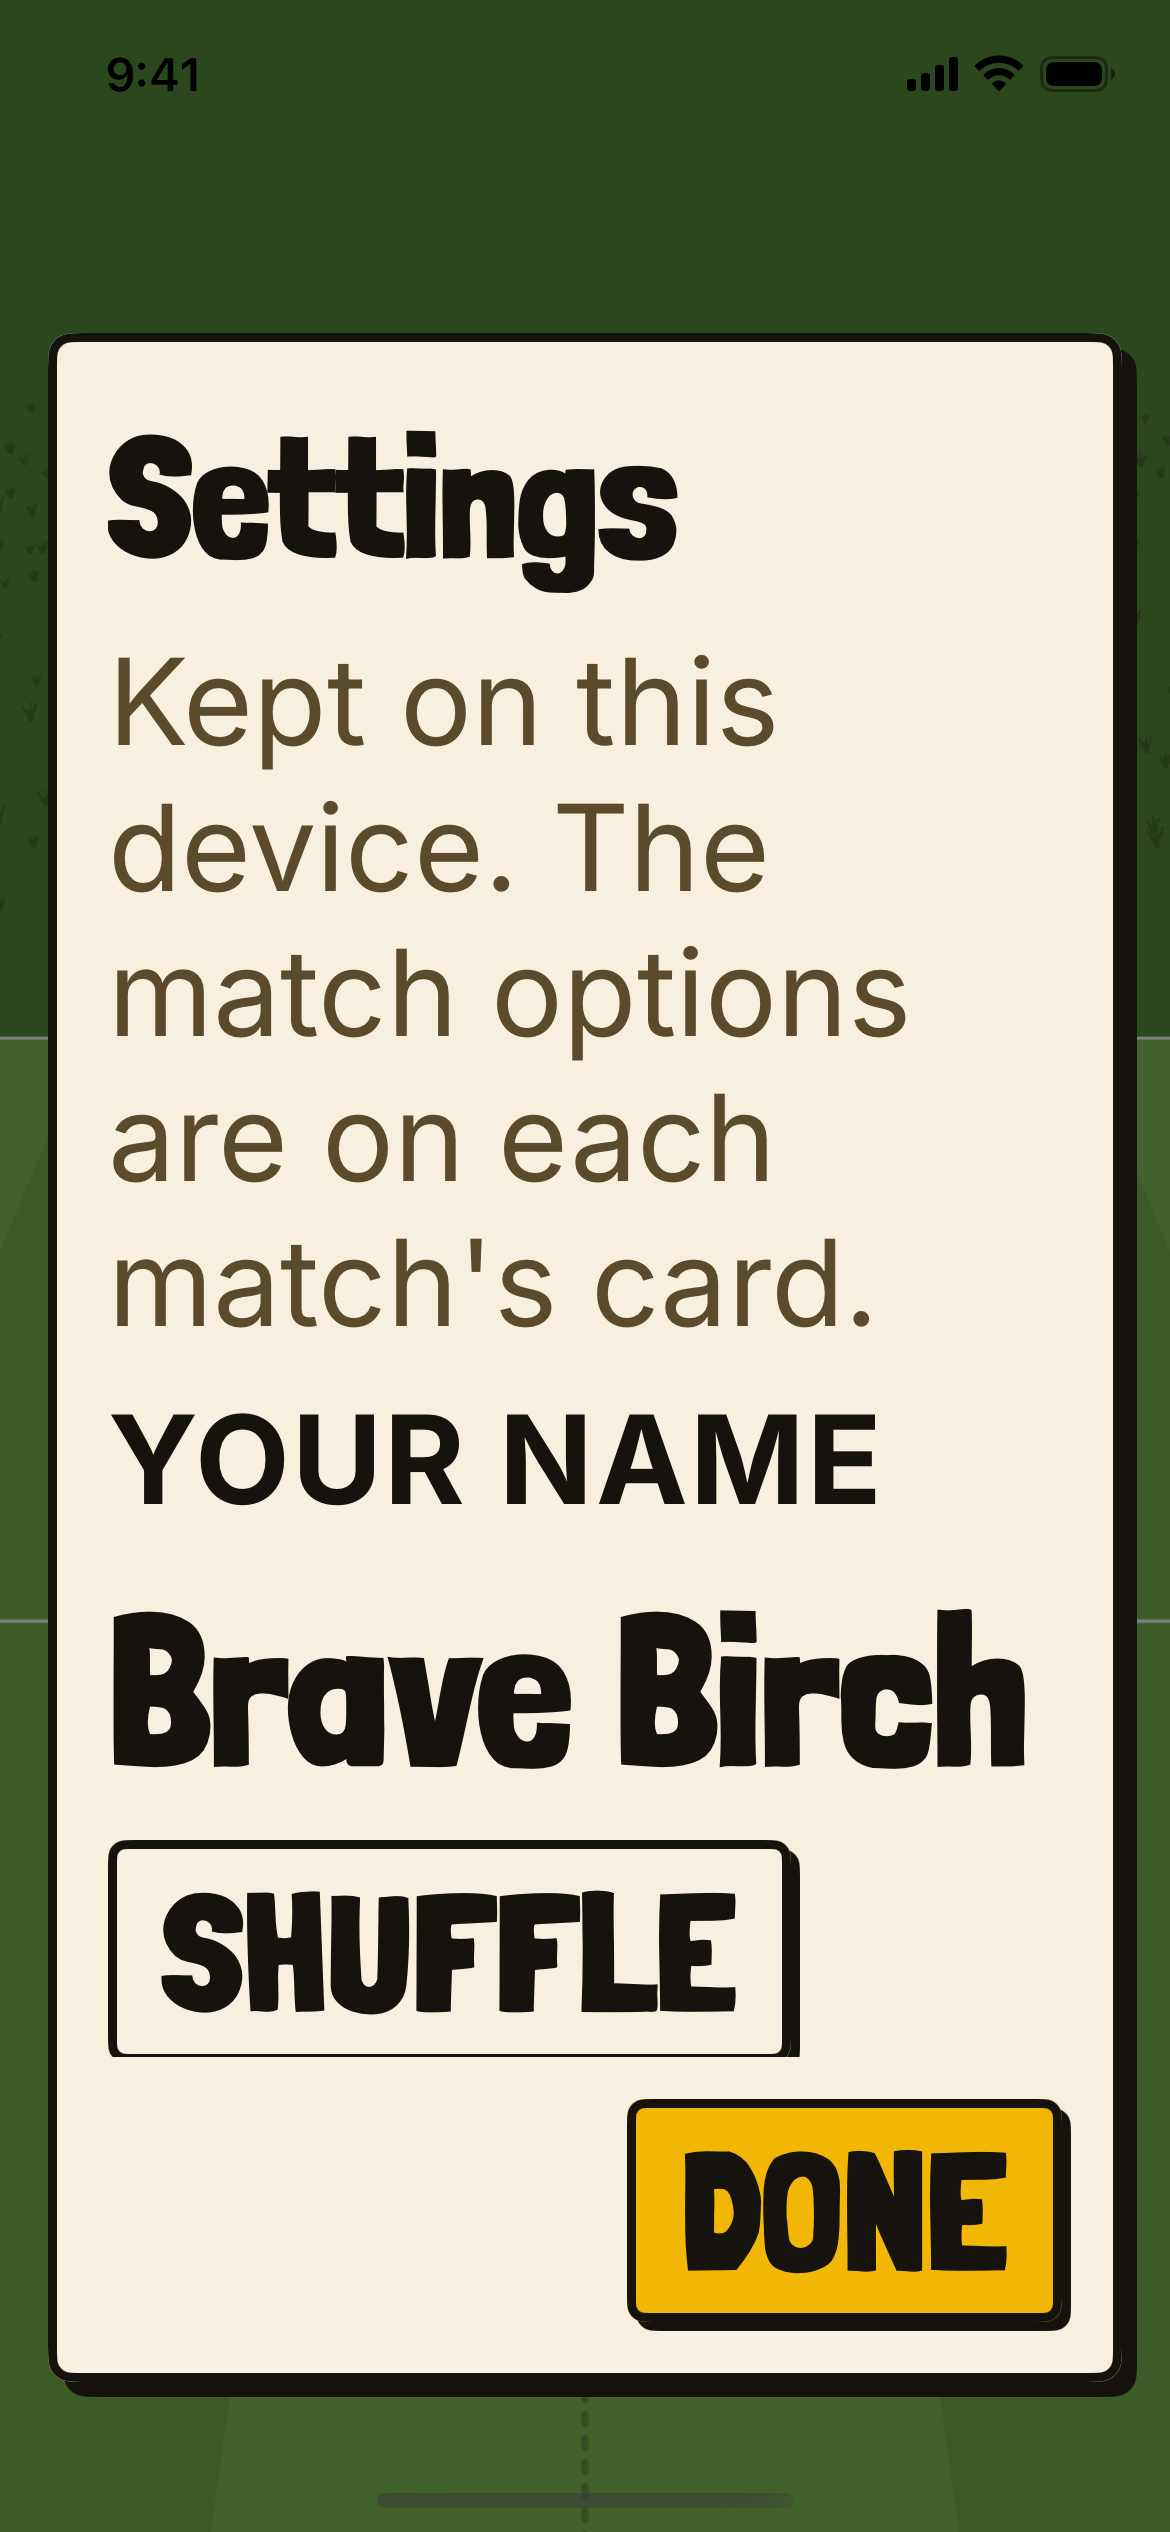 9:41
Settings
Kept on this
device. The
match options
are on each
match's card.
YOUR NAME
Brave Birch
SHUFFLE
DONE